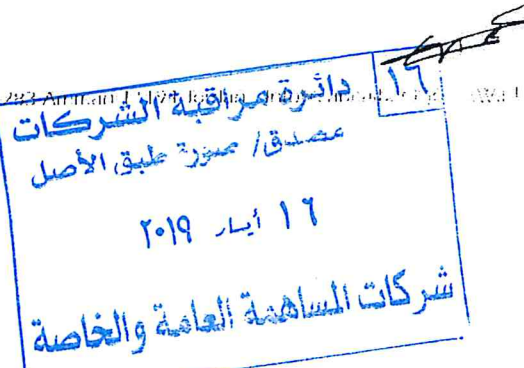 ١٦
دائرة مراقبة الشركات
مصدق/ صورة طبق الأصل
١٦ أيار ٢٠١٩
شركات المساهمة العامة والخاصة